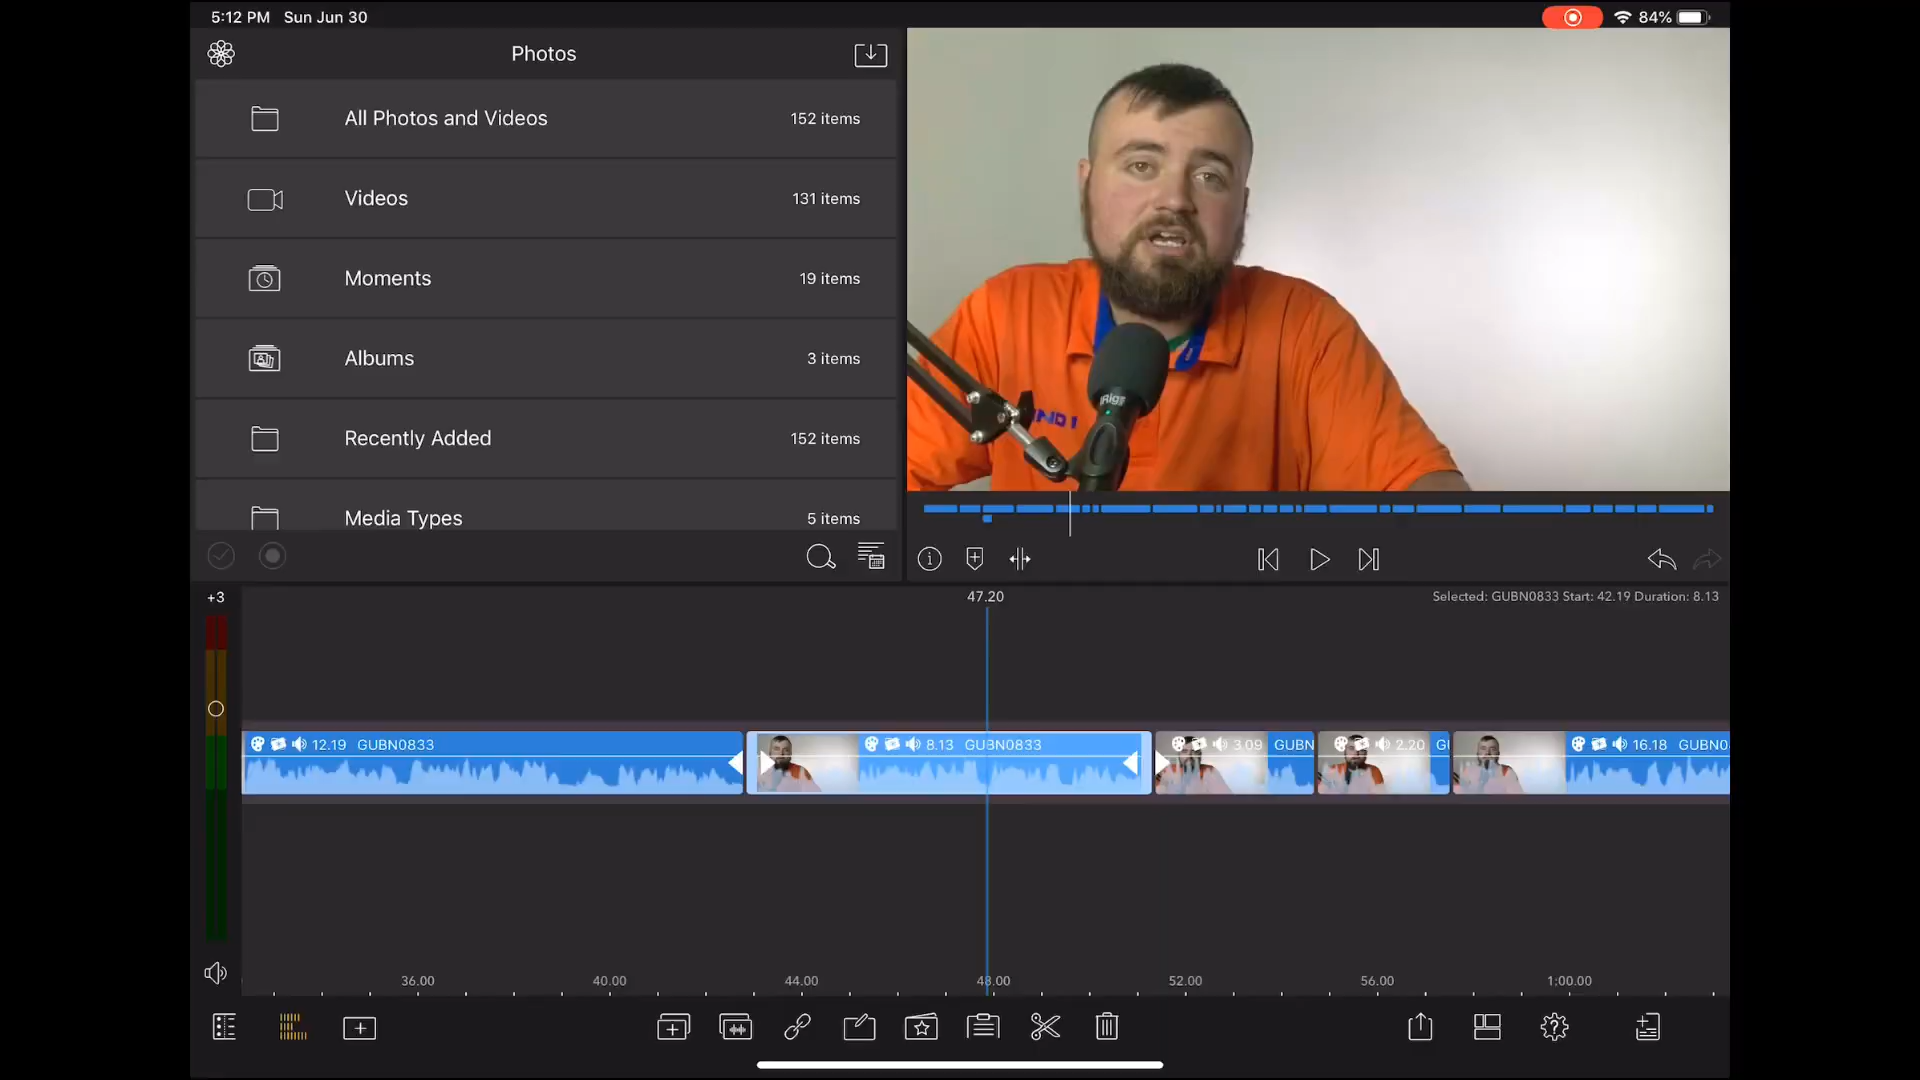 5:12 PM Sun Jun 30
84%
Photos
All Photos and Videos 152 items
Videos 131 items
Moments 19 items
Albums 3 items
Recently Added 152 items
Media Types 5 items
iRig
+3
47.20
Selected: GUBN0833 Start: 42.19 Duration: 8.13
12.19 GUBN0833
8.13 GUBN0833
3.09 GUBN
2.20 GU
16.18 GUBN0
36.00 40.00 44.00 48.00 52.00 56.00 1:00.00